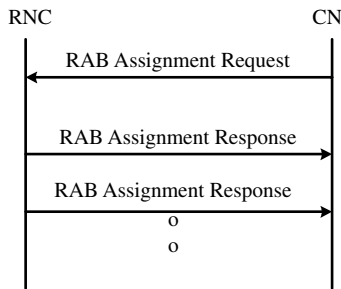 RNC CN
RAB Assignment Request
RAB Assignment Response
RAB Assignment Response
o
o